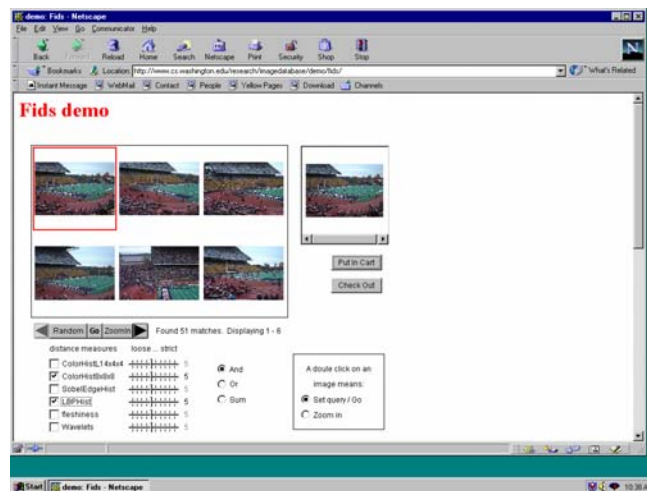 demo: Fids - Netscape
File Edit View Go Communicator Help
Back Forward Reload Home Search Netscape Print Security Shop Stop
N
Bookmarks Location: http://www.cs.washington.edu/research/imagedatabase/demo/fids/ What's Related
Instant Message WebMail Contact People Yellow Pages Download Channels
Fids demo
Put In Cart
Check Out
Random Go ZoomIn Found 51 matches. Displaying 1 - 6
distance measures loose ... strict
ColorHistL14x4x4 5
ColorHist8x8x8 5
SobelEdgeHist 5
LBPHist 5
fleshiness 5
Wavelets 5
And
Or
Sum
A doule click on an
image means:
Set query / Go
Zoom in
Start demo: Fids - Netscape 10:36 A